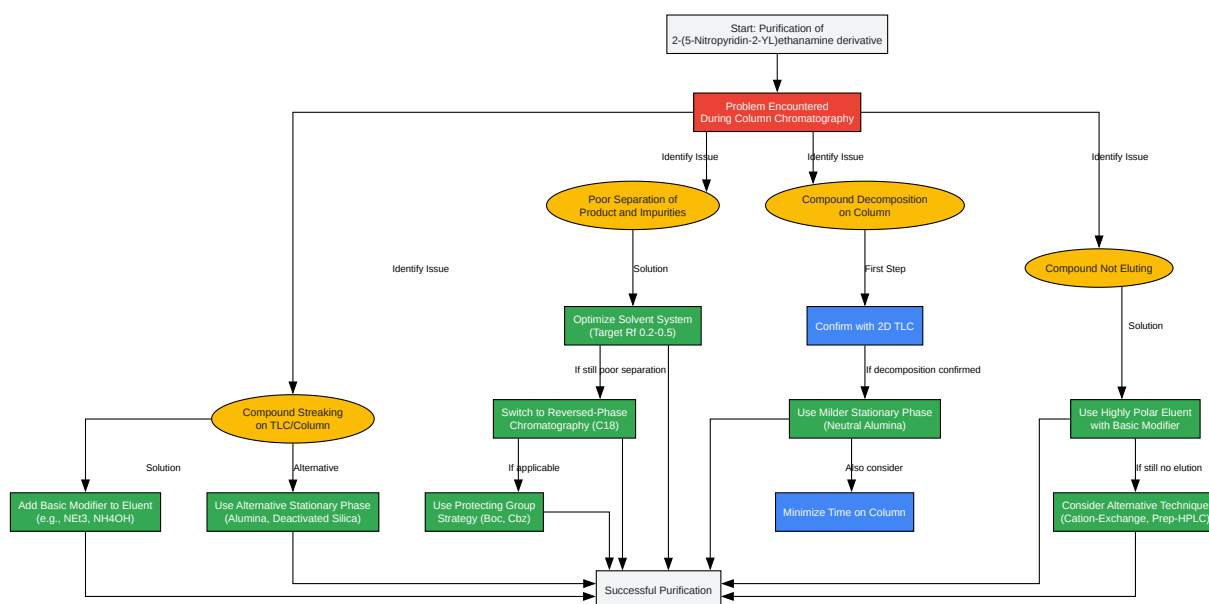 Start: Purification of
2-(5-Nitropyridin-2-YL)ethanamine derivative
Problem Encountered
During Column Chromatography
Identify Issue
Identify Issue
Identify Issue
Poor Separation of
Product and Impurities
Compound Decomposition
on Column
Identify Issue
Solution
First Step
Compound Not Eluting
Optimize Solvent System
(Target Rf 0.2-0.5)
Confirm with 2D TLC
Solution
If still poor separation
If decomposition confirmed
Compound Streaking
on TLC/Column
Switch to Reversed-Phase
Chromatography (C18)
Use Milder Stationary Phase
(Neutral Alumina)
Use Highly Polar Eluent
with Basic Modifier
Solution
Alternative
If applicable
Also consider
If still no elution
Add Basic Modifier to Eluent
(e.g., NEt3, NH4OH)
Use Alternative Stationary Phase
(Alumina, Deactivated Silica)
Use Protecting Group
Strategy (Boc, Cbz)
Minimize Time on Column
Consider Alternative Technique
(Cation-Exchange, Prep-HPLC)
Successful Purification